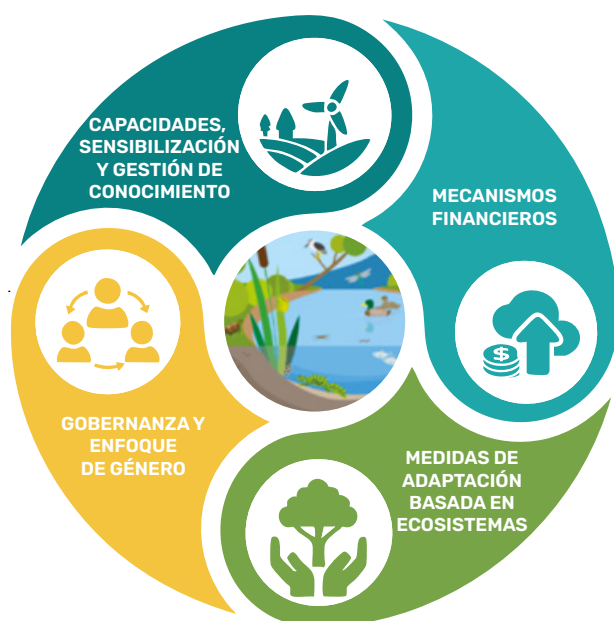 CAPACIDADES,
SENSIBILIZACIÓN
Y GESTIÓN DE
CONOCIMIENTO
MECANISMOS
FINANCIEROS
$
GOBERNANZA Y
ENFOQUE
DE GÉNERO
MEDIDAS DE
ADAPTACIÓN
BASADA EN
ECOSISTEMAS